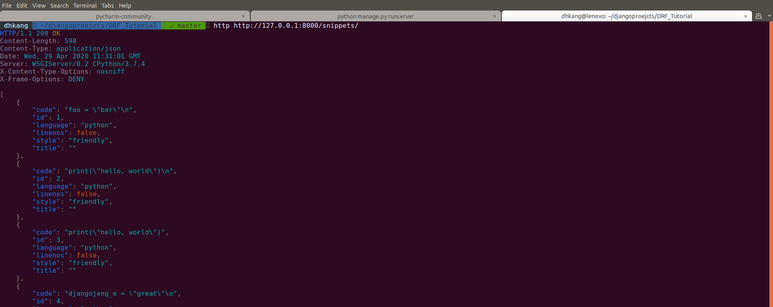 File Edit View Search Terminal Tabs Help
pycharm-community.. × python manage.py runserver × dhkang@lenovo: ~/djangoproejcts/DRF_Tutorial ×
dhkang ~/djangoproejcts/DRF_Tutorial master http http://127.0.0.1:8000/snippets/
HTTP/1.1 200 OK
Content-Length: 598
Content-Type: application/json
Date: Wed, 29 Apr 2020 11:31:01 GMT
Server: WSGIServer/0.2 CPython/3.7.4
X-Content-Type-Options: nosniff
X-Frame-Options: DENY
[
{
"code": "foo = \"bar\"\n",
"id": 1,
"language": "python",
"linenos": false,
"style": "friendly",
"title": ""
},
{
"code": "print(\"hello, world\")\n",
"id": 2,
"language": "python",
"linenos": false,
"style": "friendly",
"title": ""
},
{
"code": "print(\"hello, world\")",
"id": 3,
"language": "python",
"linenos": false,
"style": "friendly",
"title": ""
},
{
"code": "djangojeng_e = \"great\"\n",
"id": 4,